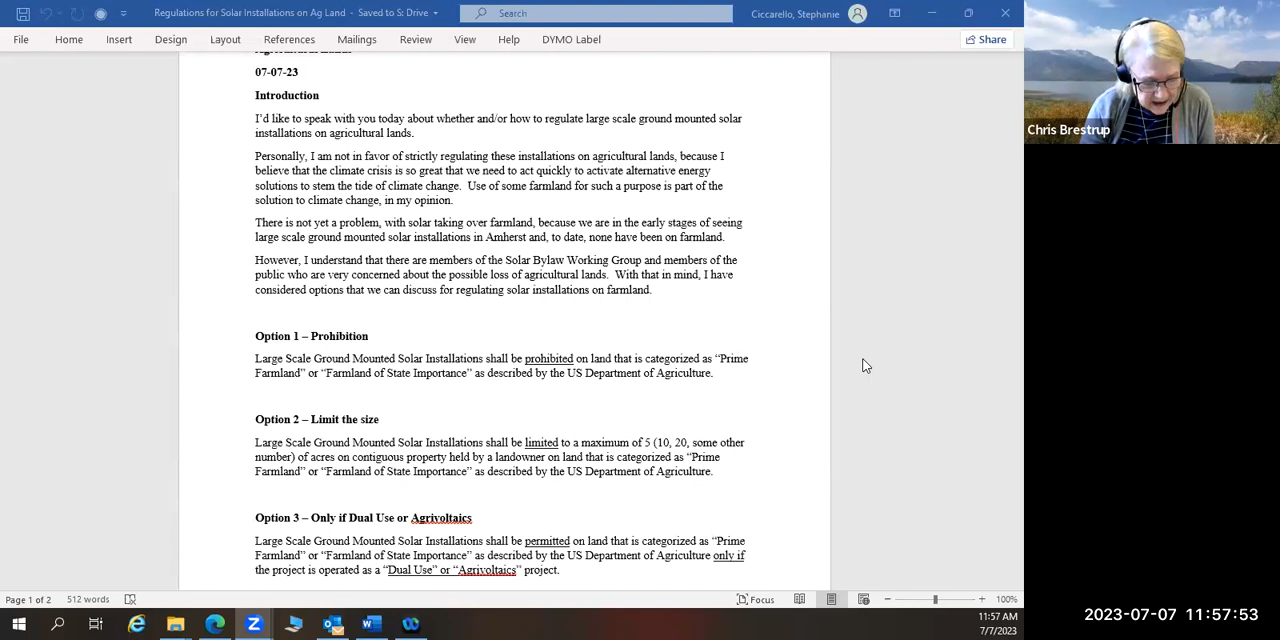 Regulations for Solar Installations on Ag Land - Saved to S: Drive
Search
Ciccarello, Stephanie
File Home Insert Design Layout References Mailings Review View Help DYMO Label
Share
07-07-23
Introduction
I'd like to speak with you today about whether and/or how to regulate large scale ground mounted solar
installations on agricultural lands.
Personally, I am not in favor of strictly regulating these installations on agricultural lands, because I
believe that the climate crisis is so great that we need to act quickly to activate alternative energy
solutions to stem the tide of climate change. Use of some farmland for such a purpose is part of the
solution to climate change, in my opinion.
There is not yet a problem, with solar taking over farmland, because we are in the early stages of seeing
large scale ground mounted solar installations in Amherst and, to date, none have been on farmland.
However, I understand that there are members of the Solar Bylaw Working Group and members of the
public who are very concerned about the possible loss of agricultural lands. With that in mind, I have
considered options that we can discuss for regulating solar installations on farmland.
Option 1 – Prohibition
Large Scale Ground Mounted Solar Installations shall be prohibited on land that is categorized as “Prime
Farmland” or “Farmland of State Importance” as described by the US Department of Agriculture.
Option 2 – Limit the size
Large Scale Ground Mounted Solar Installations shall be limited to a maximum of 5 (10, 20, some other
number) of acres on contiguous property held by a landowner on land that is categorized as “Prime
Farmland” or “Farmland of State Importance” as described by the US Department of Agriculture.
Option 3 – Only if Dual Use or Agrivoltaics
Large Scale Ground Mounted Solar Installations shall be permitted on land that is categorized as “Prime
Farmland” or “Farmland of State Importance” as described by the US Department of Agriculture only if
the project is operated as a “Dual Use” or “Agrivoltaics” project.
Page 1 of 2 512 words
Focus
100%
11:57 AM
7/7/2023
Chris Brestrup
2023-07-07 11:57:53